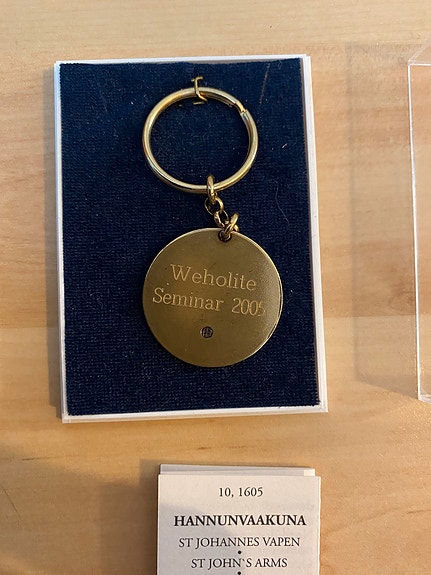 Weholite
Seminar 2005
10, 1605
HANNUNVAAKUNA
ST JOHANNES VAPEN
ST JOHN`S ARMS